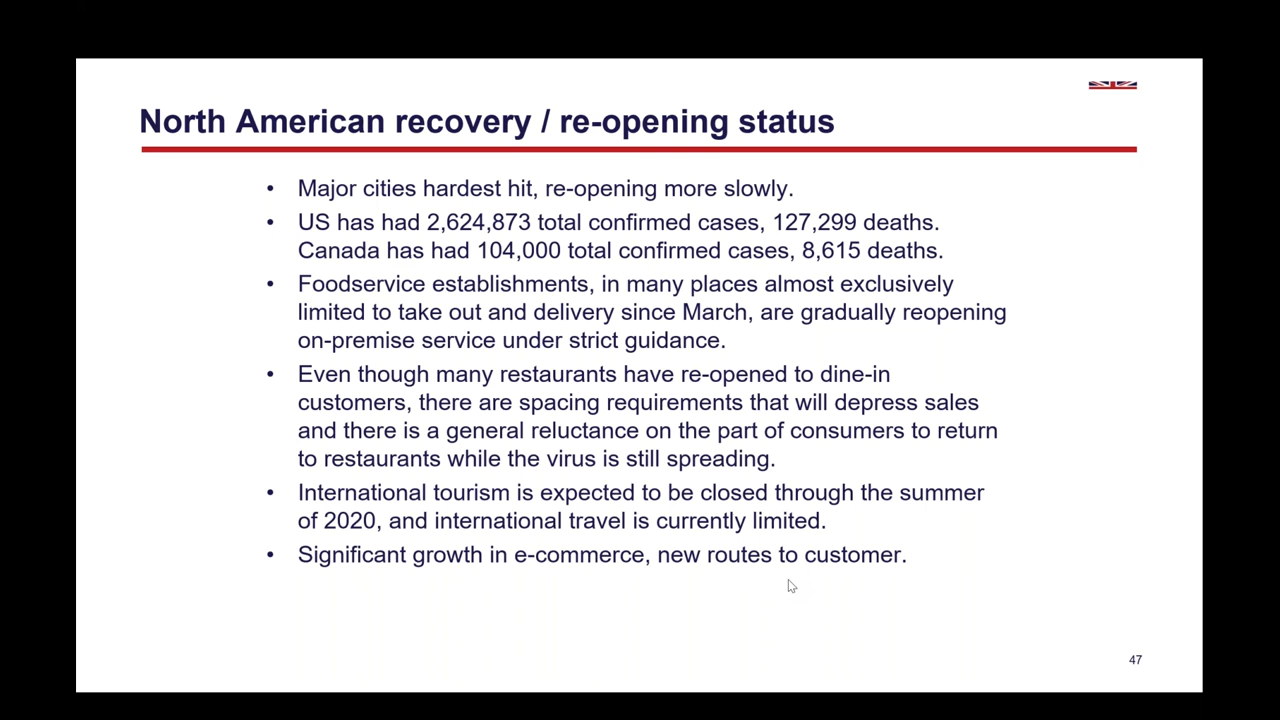 North American recovery / re-opening status
• Major cities hardest hit, re-opening more slowly.
• US has had 2,624,873 total confirmed cases, 127,299 deaths.
Canada has had 104,000 total confirmed cases, 8,615 deaths.
• Foodservice establishments, in many places almost exclusively
limited to take out and delivery since March, are gradually reopening
on-premise service under strict guidance.
• Even though many restaurants have re-opened to dine-in
customers, there are spacing requirements that will depress sales
and there is a general reluctance on the part of consumers to return
to restaurants while the virus is still spreading.
• International tourism is expected to be closed through the summer
of 2020, and international travel is currently limited.
• Significant growth in e-commerce, new routes to customer.
47